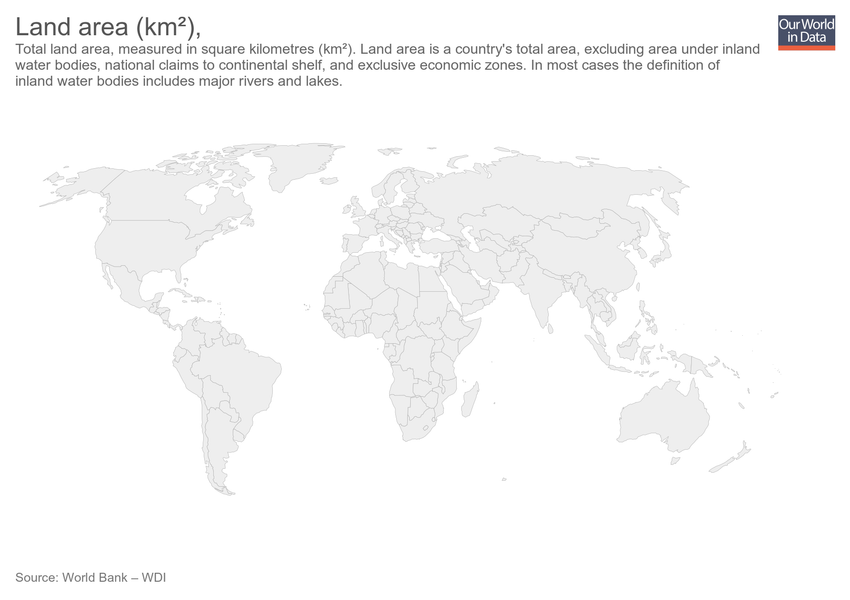 Land area (km²),
Our World
in Data
Total land area, measured in square kilometres (km²). Land area is a country's total area, excluding area under inland
water bodies, national claims to continental shelf, and exclusive economic zones. In most cases the definition of
inland water bodies includes major rivers and lakes.
Source: World Bank – WDI